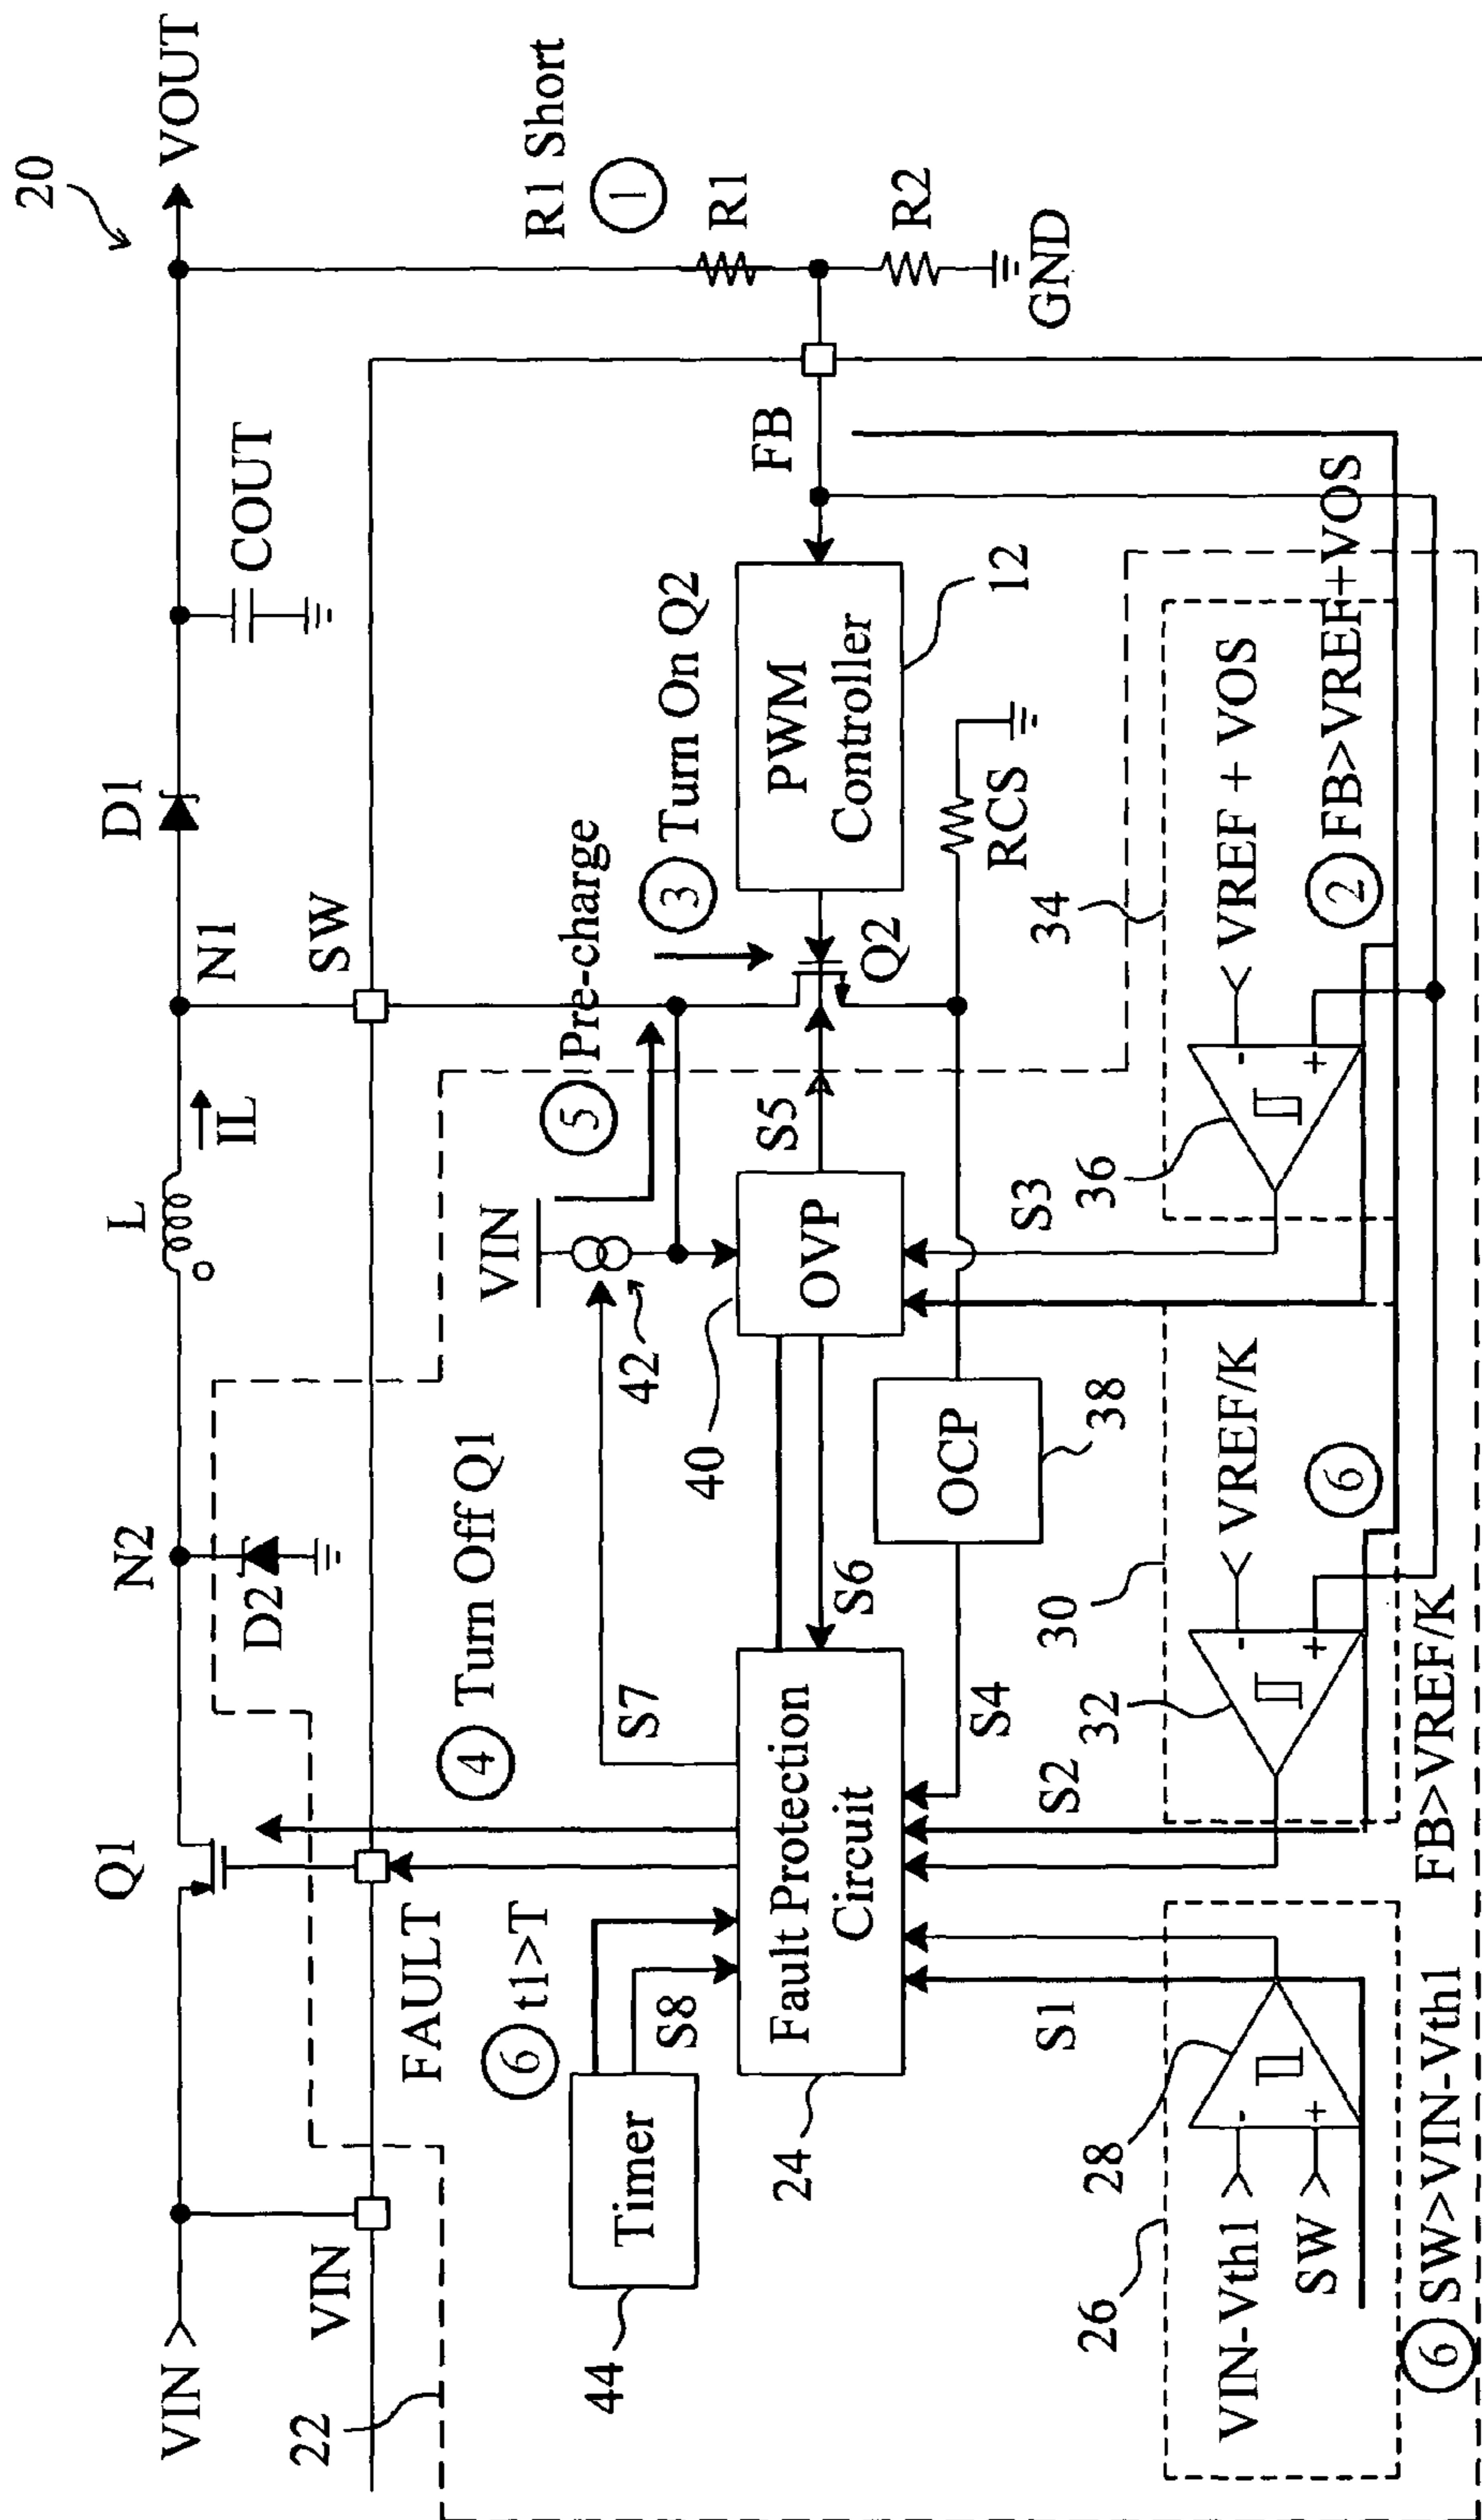 20
VIN
Q1
N2
L
IL
N1
D1
COUT
VOUT
22
VIN
FAULT
D2
SW
R1 Short
1
R1
R2
GND
4 Turn Off Q1
VIN
5 Pre-charge
3 Turn On Q2
42
S7
6 t1>T
S8
Timer
44
Fault Protection
Circuit
24
S6
40
OVP
S5
Q2
PWM
Controller
12
FB
OCP
38
S4
RCS
S1
S2
S3
26
28
VIN-Vth1
SW
-
+
6 SW>VIN-Vth1
30
32
VREF/K
-
+
6
FB>VREF/K
34
36
VREF + VOS
-
+
2 FB>VREF+VOS